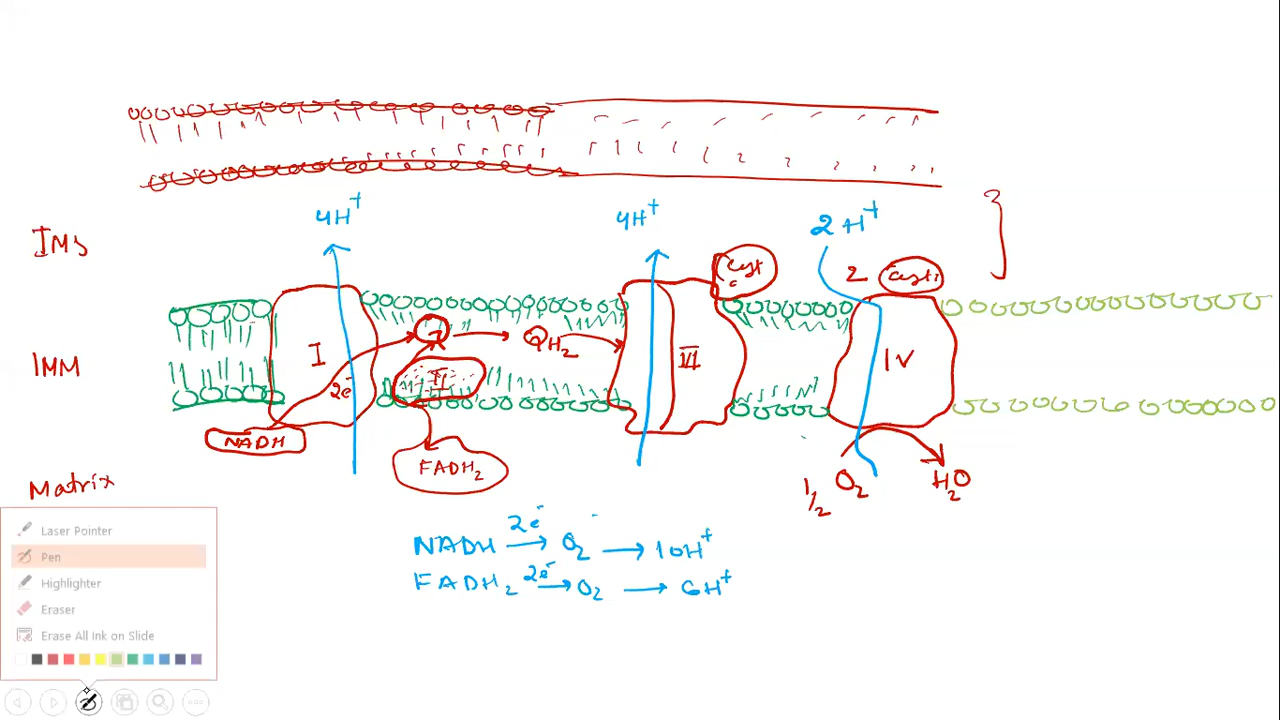 4H⁺ 4H⁺ 2H⁺
IMS
cyt c 2 cyt c
IMM I Q QH₂ III IV
2e⁻ II
NADH FADH₂
Matrix 1/2 O₂ H₂O
Laser Pointer
Pen
Highlighter
Eraser
Erase All Ink on Slide
NADH 2e⁻→ O₂ → 10H⁺
FADH₂ 2e⁻→ O₂ → 6H⁺